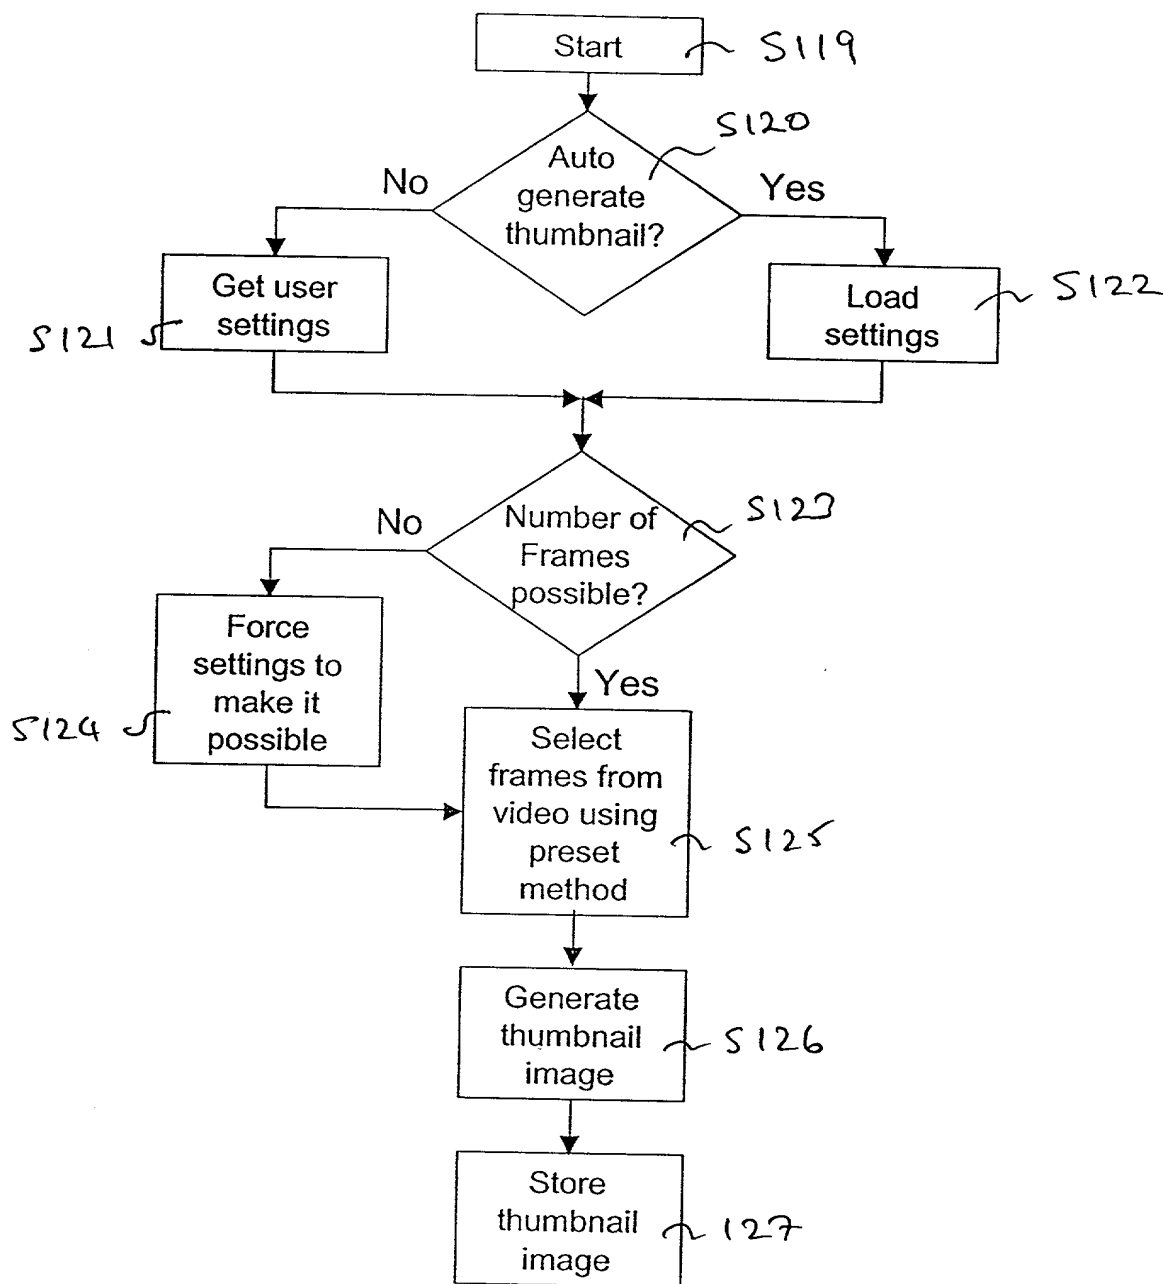 Start
S119
Auto
generate
thumbnail?
S120
No
Yes
Get user
settings
S121
Load
settings
S122
Number of
Frames
possible?
S123
No
Yes
Force
settings to
make it
possible
S124
Select
frames from
video using
preset
method
S125
Generate
thumbnail
image
S126
Store
thumbnail
image
127